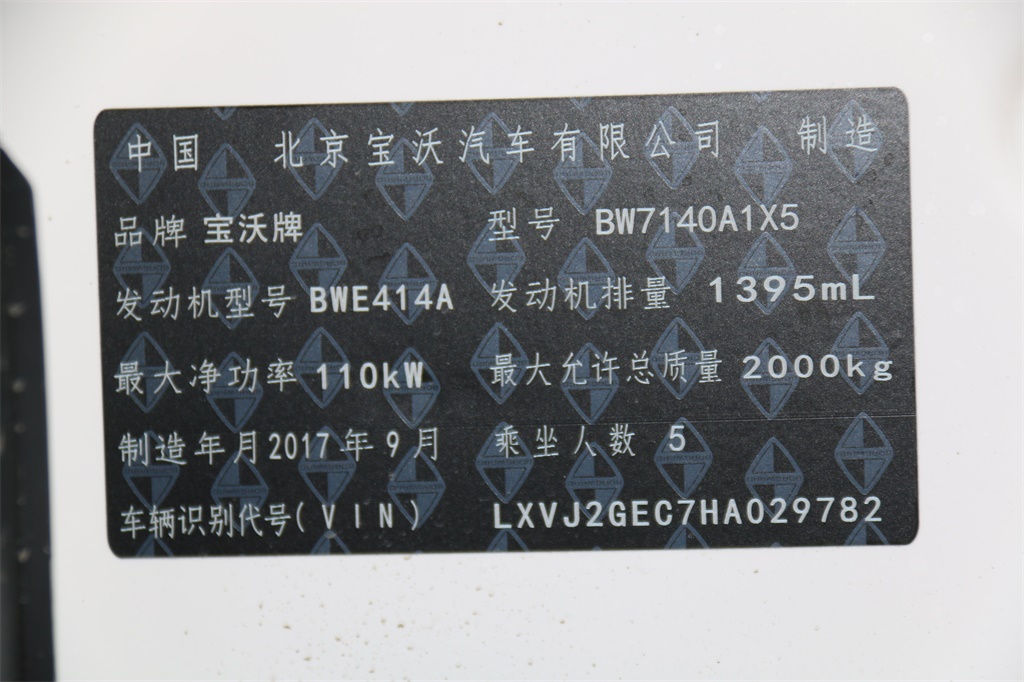 中国 北京宝沃汽车有限公司 制造
品牌 宝沃牌 型号 BW7140A1X5
发动机型号 BWE414A 发动机排量 1395mL
最大净功率 110kW 最大允许总质量 2000kg
制造年月 2017年9月 乘坐人数 5
车辆识别代号(VIN) LXVJ2GEC7HA029782